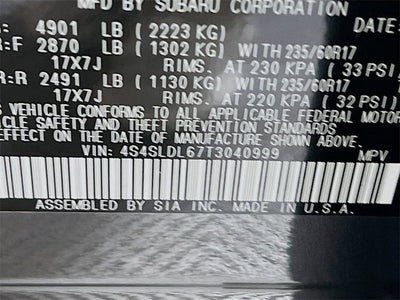 MFD BY SUBARU CORPORATION
: 4901 LB ( 2223 KG) DATE:
R:F 2870 LB ( 1302 KG) WITH 235/60R17
17X7J RIMS, AT 230 KPA ( 33 PSI,
R:R 2491 LB ( 1130 KG) WITH 235/60R17
17X7J RIMS, AT 220 KPA ( 32 PSI)
S VEHICLE CONFORMS TO ALL APPLICABLE FEDERAL MOTOR
ICLE SAFETY AND THEFT PREVENTION STANDARDS
EFFECT ON THE DATE OF MANUFACTURE SHOWN ABOVE.
VIN: 4S4SLDL67T3040999 MPV
ASSEMBLED BY SIA INC. MADE IN U.S.A.